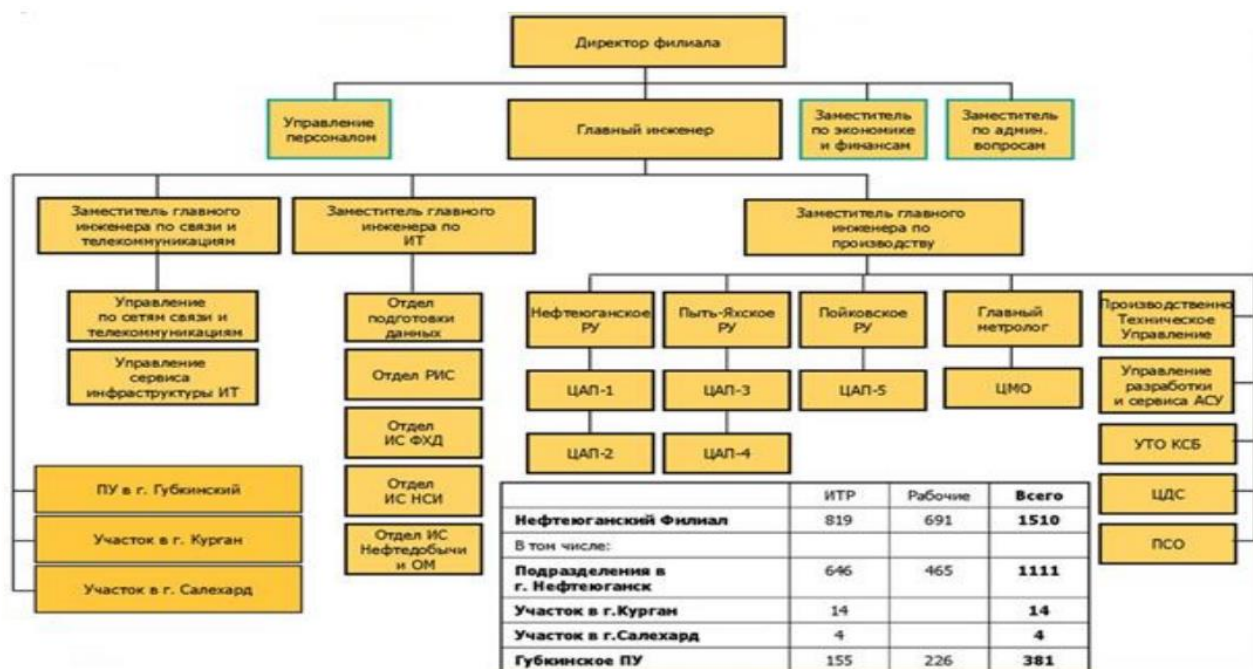 Директор филиала
Управление
персоналом
Главный инженер
Заместитель
по экономике
и финансам
Заместитель
по админ.
вопросам
Заместитель главного
инженера по связи и
телекоммуникациям
Заместитель главного
инженера по
ИТ
Заместитель главного
инженера по
производству
Управление
по сетям связи и
телекоммуникациям
Управление
сервиса
инфраструктуры ИТ
Отдел
подготовки
данных
Отдел РИС
Отдел
ИС ФХД
Отдел
ИС НСИ
Отдел ИС
Нефтедобычи
и ОМ
Нефтеюганское
РУ
ЦАП-1
ЦАП-2
Пыть-Яхское
РУ
ЦАП-3
ЦАП-4
Пойковское
РУ
ЦАП-5
Главный
метролог
ЦМО
Производственно
Техническое
Управление
Управление
разработки
и сервиса АСУ
УТО КСБ
ЦДС
ПСО
ПУ в г. Губкинский
Участок в г. Курган
Участок в г. Салехард
ИТР Рабочие Всего
Нефтеюганский Филиал 819 691 1510
В том числе:
Подразделения в
г. Нефтеюганск 646 465 1111
Участок в г.Курган 14 14
Участок в г.Салехард 4 4
Губкинское ПУ 155 226 381